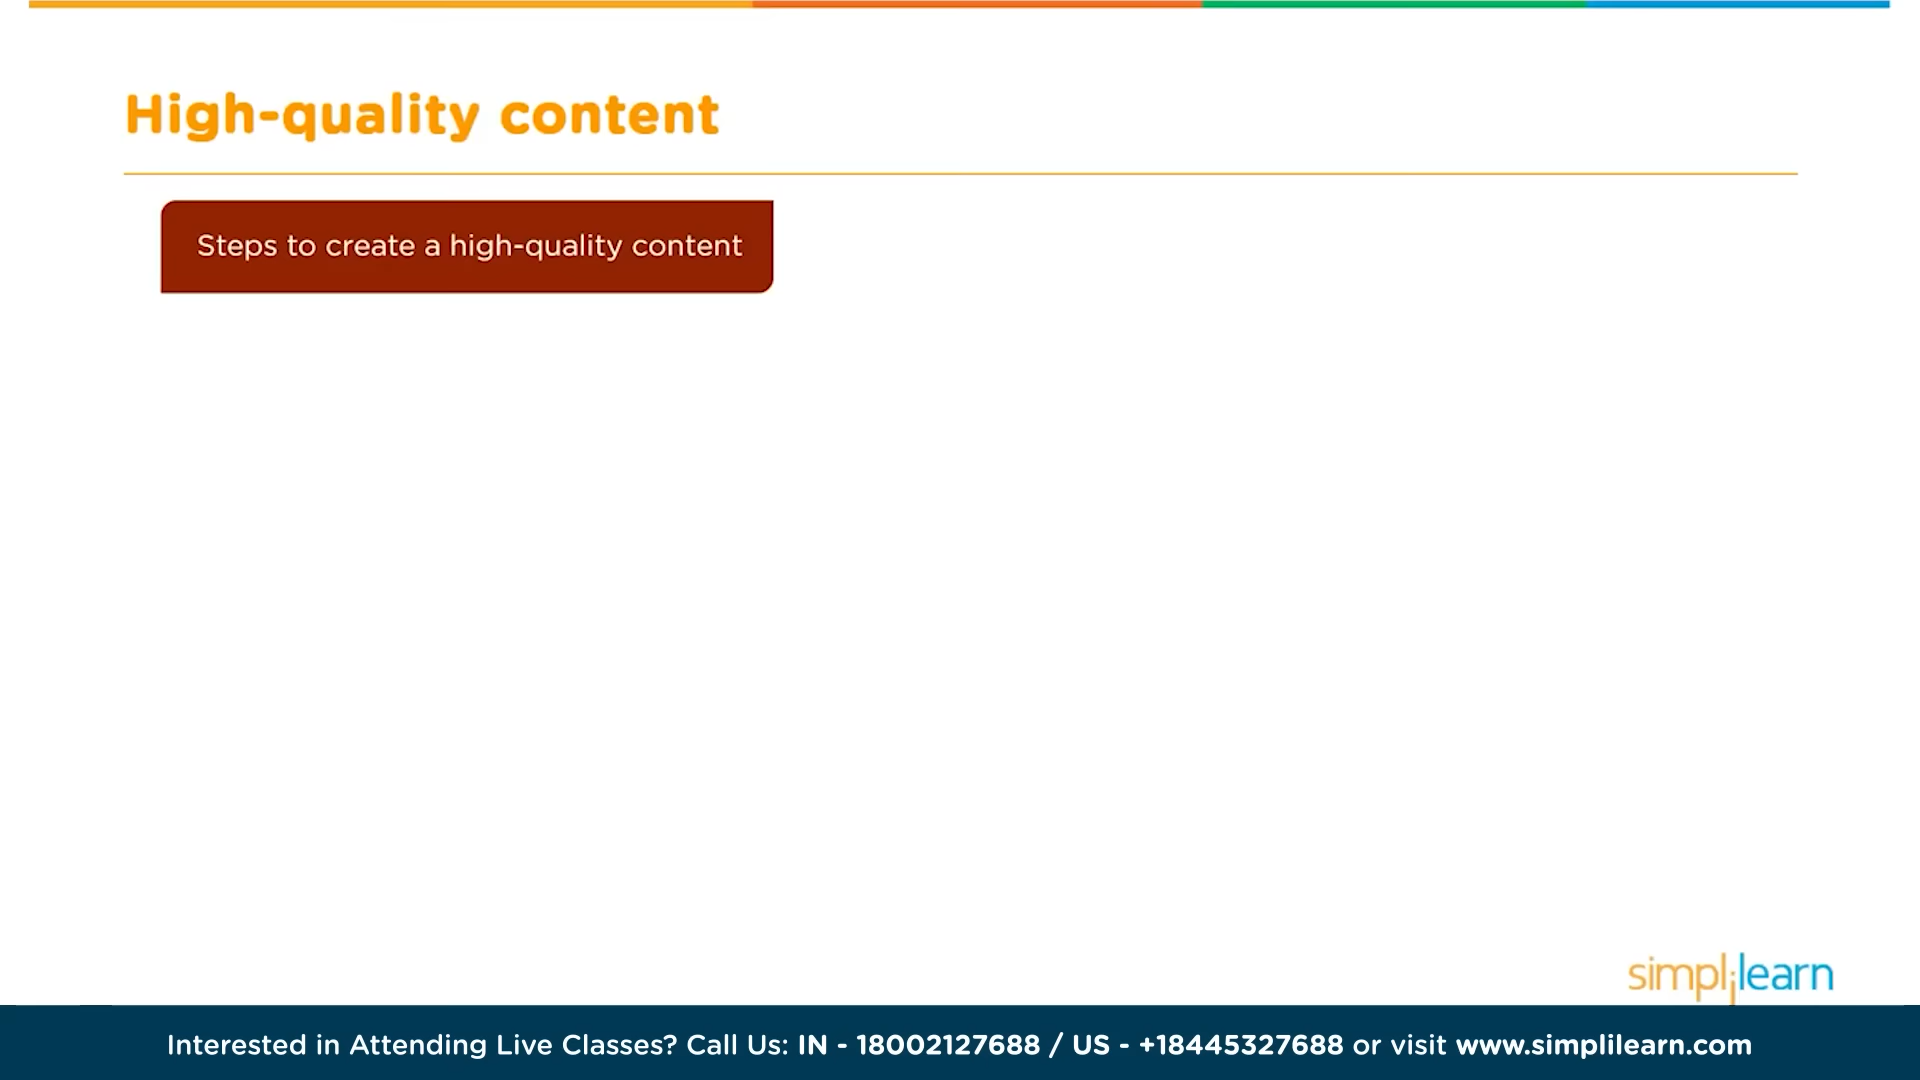 High-quality content
Steps to create a high-quality content
simplilearn
Interested in Attending Live Classes? Call Us: IN - 18002127688 / US - +18445327688 or visit www.simplilearn.com